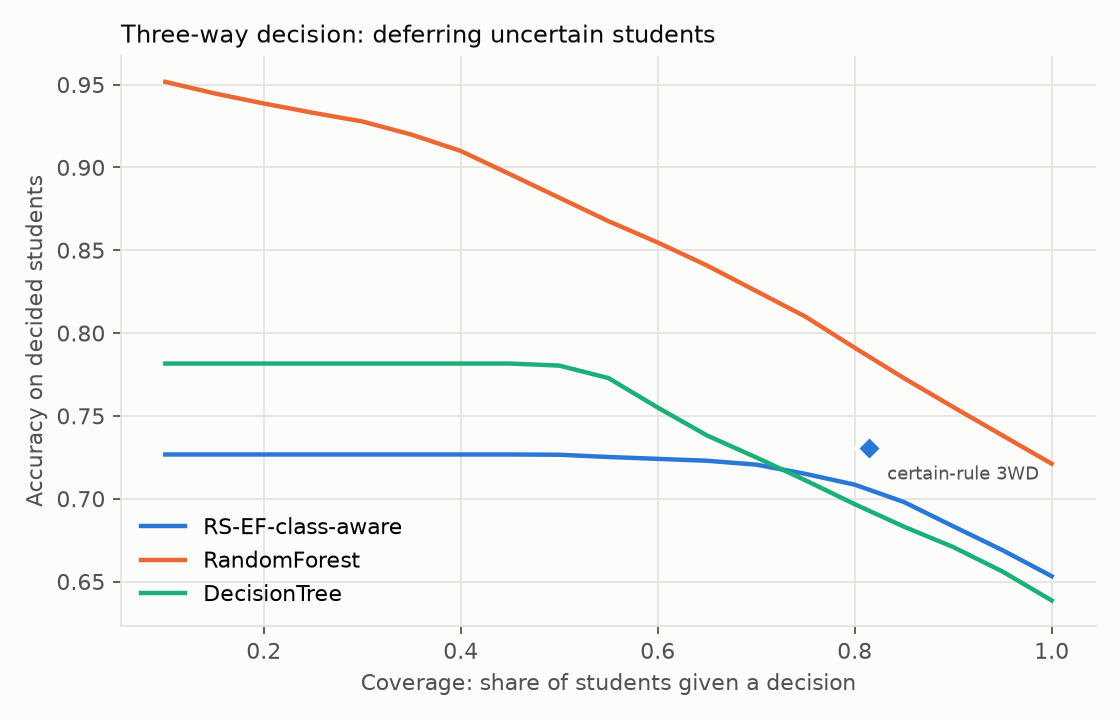 Three-way decision: deferring uncertain students
Accuracy on decided students
0.95
0.90
0.85
0.80
0.75
0.70
0.65
certain-rule 3WD
RS-EF-class-aware
RandomForest
DecisionTree
0.2 0.4 0.6 0.8 1.0
Coverage: share of students given a decision